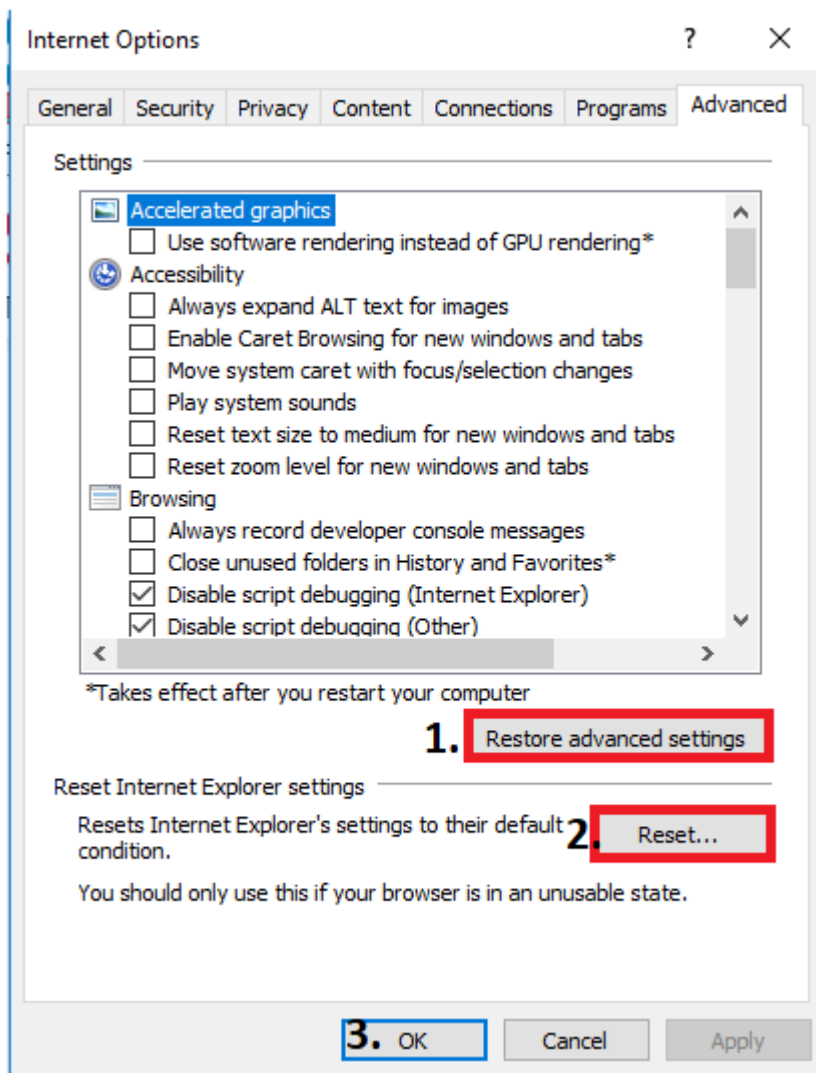 Internet Options ? ×
General Security Privacy Content Connections Programs Advanced
Settings
Accelerated graphics
Use software rendering instead of GPU rendering*
Accessibility
Always expand ALT text for images
Enable Caret Browsing for new windows and tabs
Move system caret with focus/selection changes
Play system sounds
Reset text size to medium for new windows and tabs
Reset zoom level for new windows and tabs
Browsing
Always record developer console messages
Close unused folders in History and Favorites*
Disable script debugging (Internet Explorer)
Disable script debugging (Other)
*Takes effect after you restart your computer
1. Restore advanced settings
Reset Internet Explorer settings
Resets Internet Explorer's settings to their default
condition.
2. Reset...
You should only use this if your browser is in an unusable state.
3. OK Cancel Apply